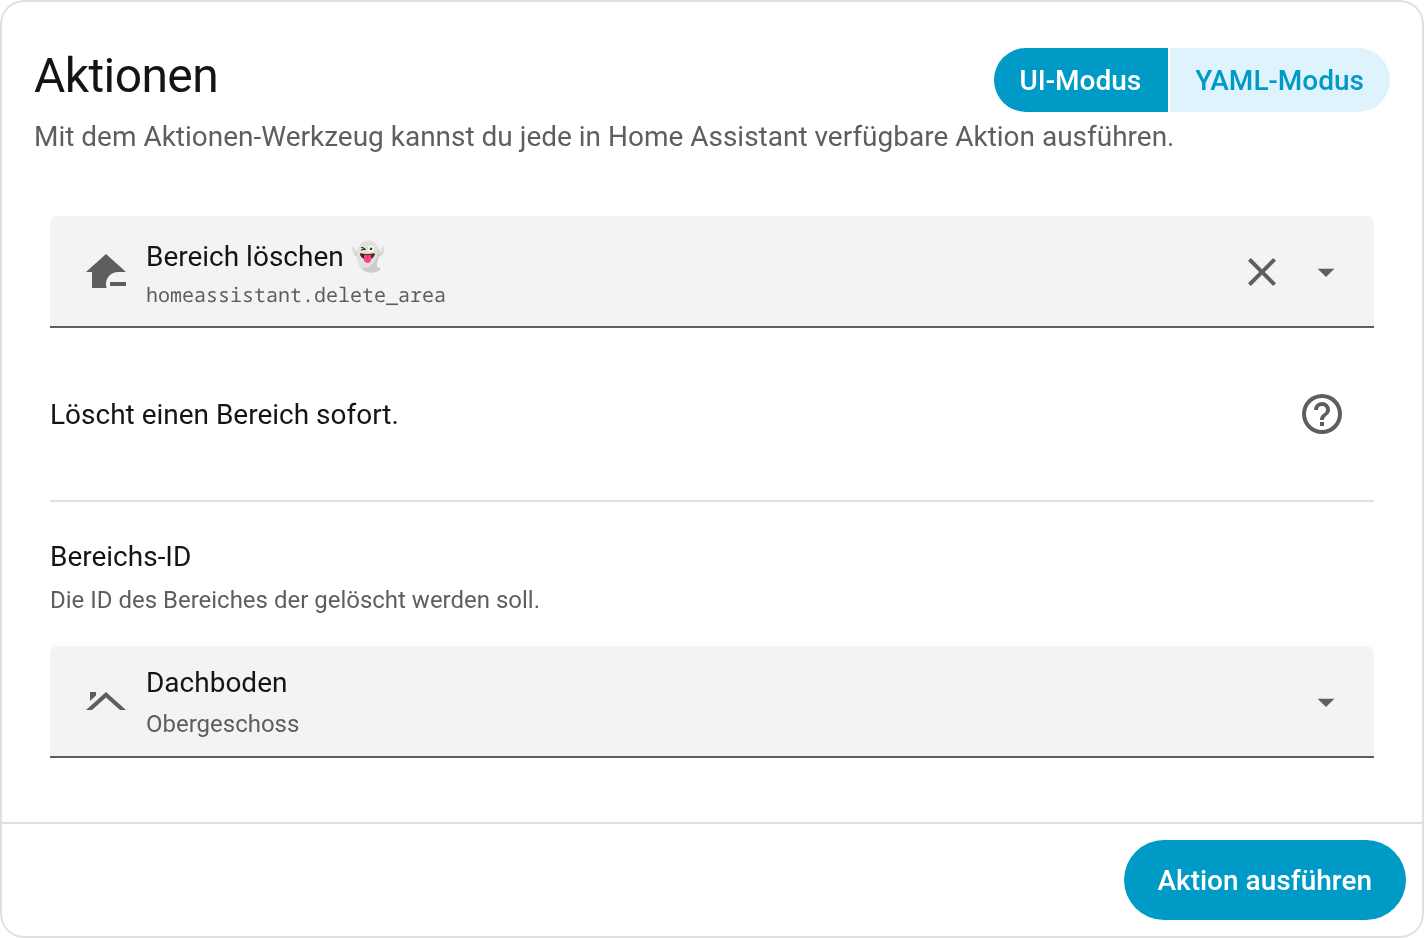 Aktionen
UI-Modus
YAML-Modus
Mit dem Aktionen-Werkzeug kannst du jede in Home Assistant verfügbare Aktion ausführen.
Bereich löschen 👻
homeassistant.delete_area
Löscht einen Bereich sofort.
Bereichs-ID
Die ID des Bereiches der gelöscht werden soll.
Dachboden
Obergeschoss
Aktion ausführen